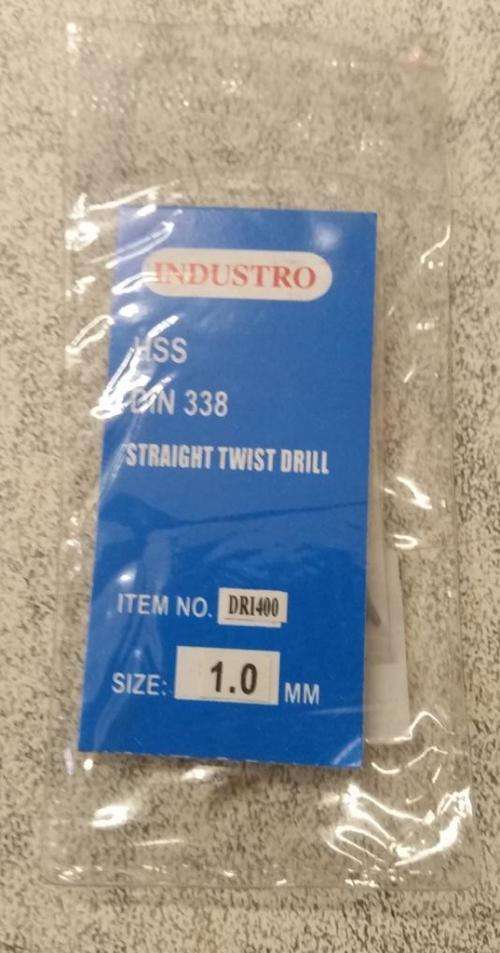 INDUSTRO
HSS
DIN 338
STRAIGHT TWIST DRILL
ITEM NO. DRI400
SIZE: 1.0 MM